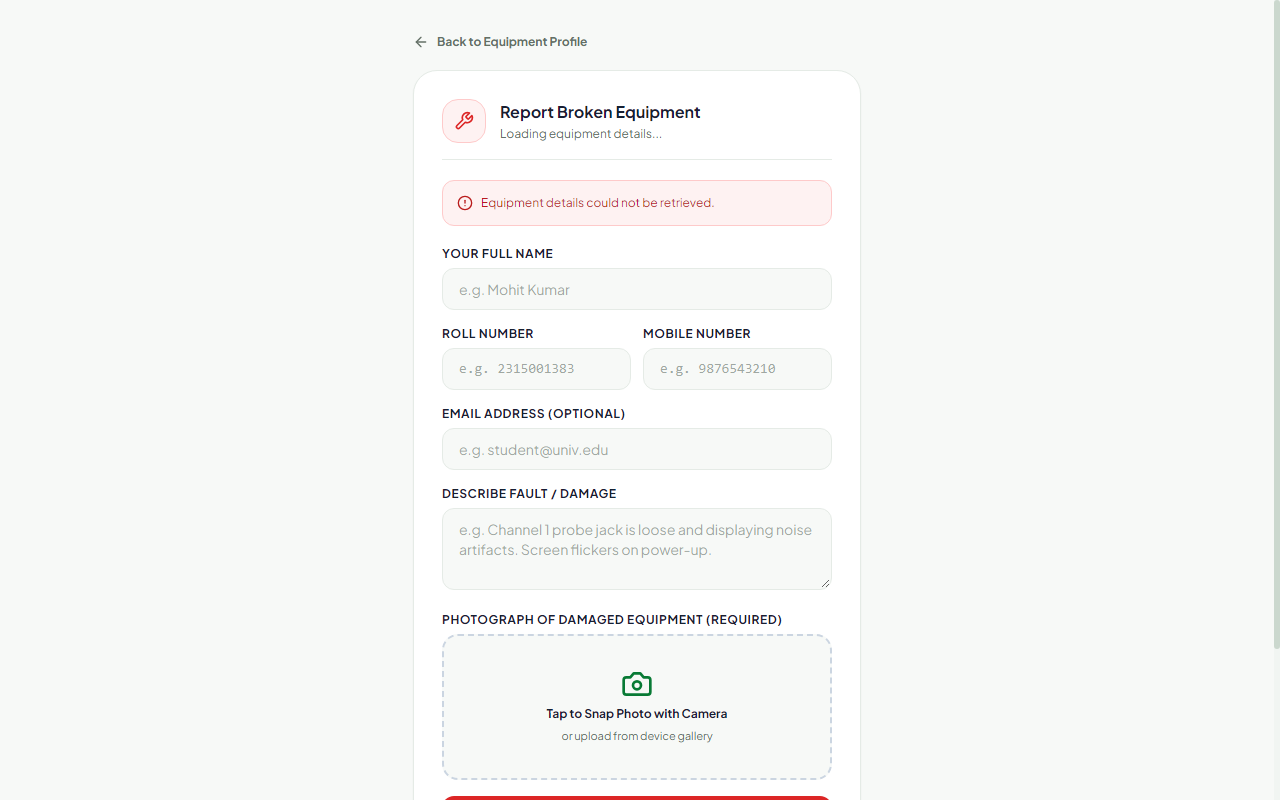 Back to Equipment Profile
Report Broken Equipment
Loading equipment details...
Equipment details could not be retrieved.
YOUR FULL NAME
e.g. Mohit Kumar
ROLL NUMBER
MOBILE NUMBER
e.g. 2315001383
e.g. 9876543210
EMAIL ADDRESS (OPTIONAL)
e.g. student@univ.edu
DESCRIBE FAULT / DAMAGE
e.g. Channel 1 probe jack is loose and displaying noise
artifacts. Screen flickers on power-up.
PHOTOGRAPH OF DAMAGED EQUIPMENT (REQUIRED)
Tap to Snap Photo with Camera
or upload from device gallery